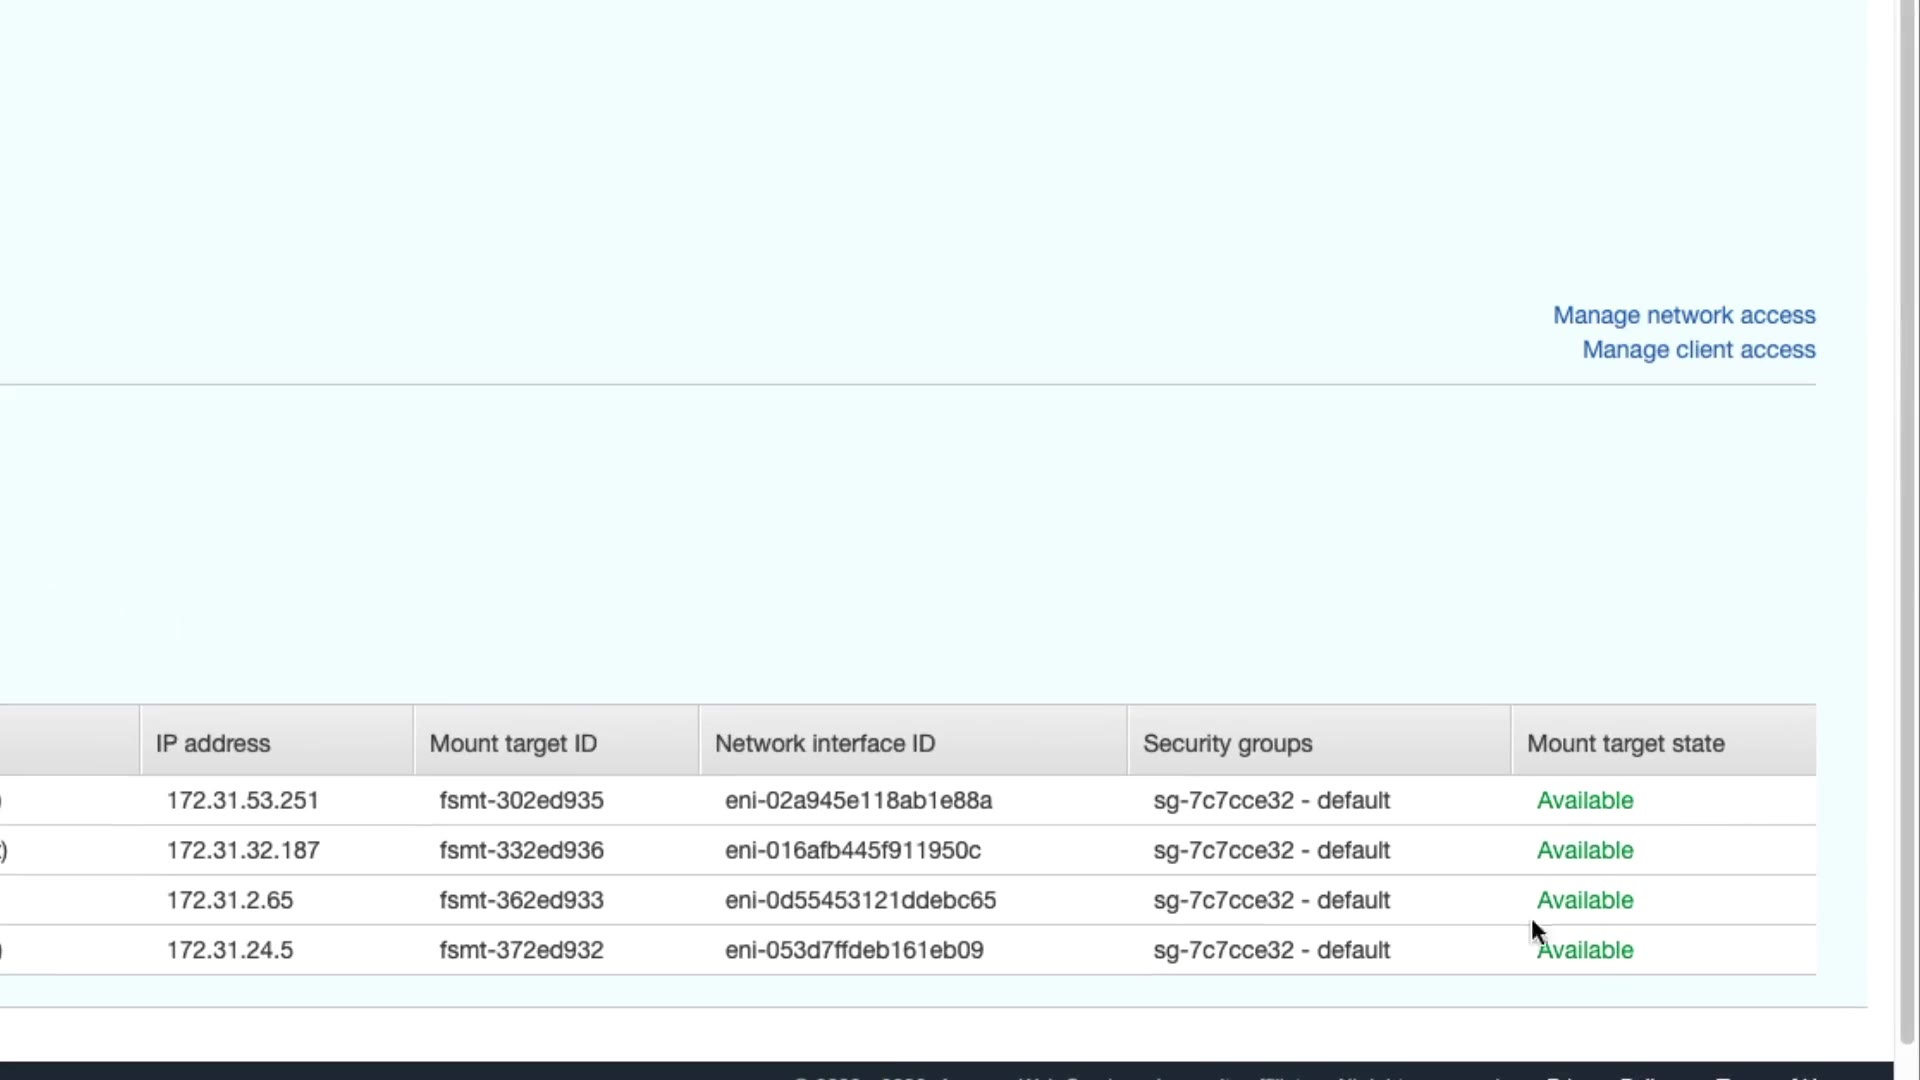 Manage network access
Manage client access
IP address Mount target ID Network interface ID Security groups Mount target state
) 172.31.53.251 fsmt-302ed935 eni-02a945e118ab1e88a sg-7c7cce32 - default Available
) 172.31.32.187 fsmt-332ed936 eni-016afb445f911950c sg-7c7cce32 - default Available
172.31.2.65 fsmt-362ed933 eni-0d55453121ddebc65 sg-7c7cce32 - default Available
) 172.31.24.5 fsmt-372ed932 eni-053d7ffdeb161eb09 sg-7c7cce32 - default Available